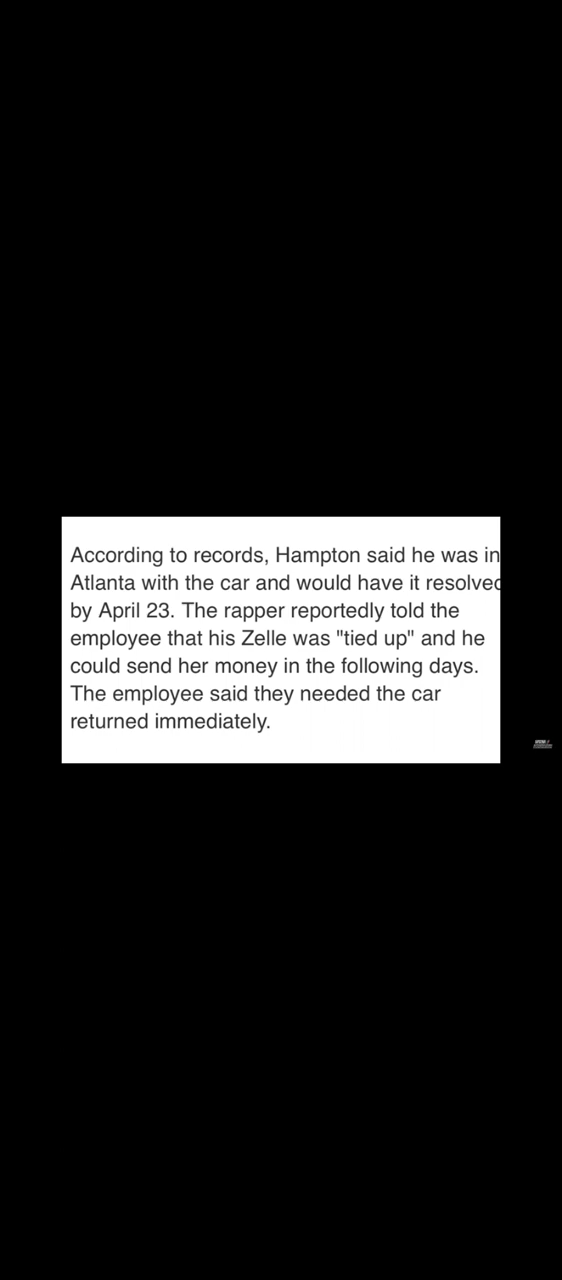 According to records, Hampton said he was in
Atlanta with the car and would have it resolved
by April 23. The rapper reportedly told the
employee that his Zelle was "tied up" and he
could send her money in the following days.
The employee said they needed the car
returned immediately.